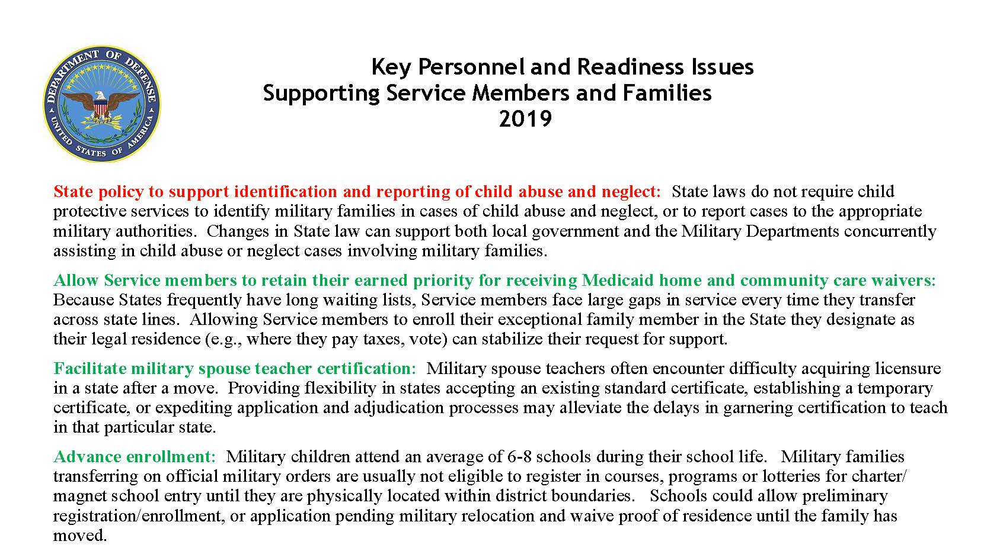 DEPARTMENT OF DEFENSE
UNITED STATES OF AMERICA
Key Personnel and Readiness Issues
Supporting Service Members and Families
2019
State policy to support identification and reporting of child abuse and neglect: State laws do not require child
protective services to identify military families in cases of child abuse and neglect, or to report cases to the appropriate
military authorities. Changes in State law can support both local government and the Military Departments concurrently
assisting in child abuse or neglect cases involving military families.
Allow Service members to retain their earned priority for receiving Medicaid home and community care waivers:
Because States frequently have long waiting lists, Service members face large gaps in service every time they transfer
across state lines. Allowing Service members to enroll their exceptional family member in the State they designate as
their legal residence (e.g., where they pay taxes, vote) can stabilize their request for support.
Facilitate military spouse teacher certification: Military spouse teachers often encounter difficulty acquiring licensure
in a state after a move. Providing flexibility in states accepting an existing standard certificate, establishing a temporary
certificate, or expediting application and adjudication processes may alleviate the delays in garnering certification to teach
in that particular state.
Advance enrollment: Military children attend an average of 6-8 schools during their school life. Military families
transferring on official military orders are usually not eligible to register in courses, programs or lotteries for charter/
magnet school entry until they are physically located within district boundaries. Schools could allow preliminary
registration/enrollment, or application pending military relocation and waive proof of residence until the family has
moved.